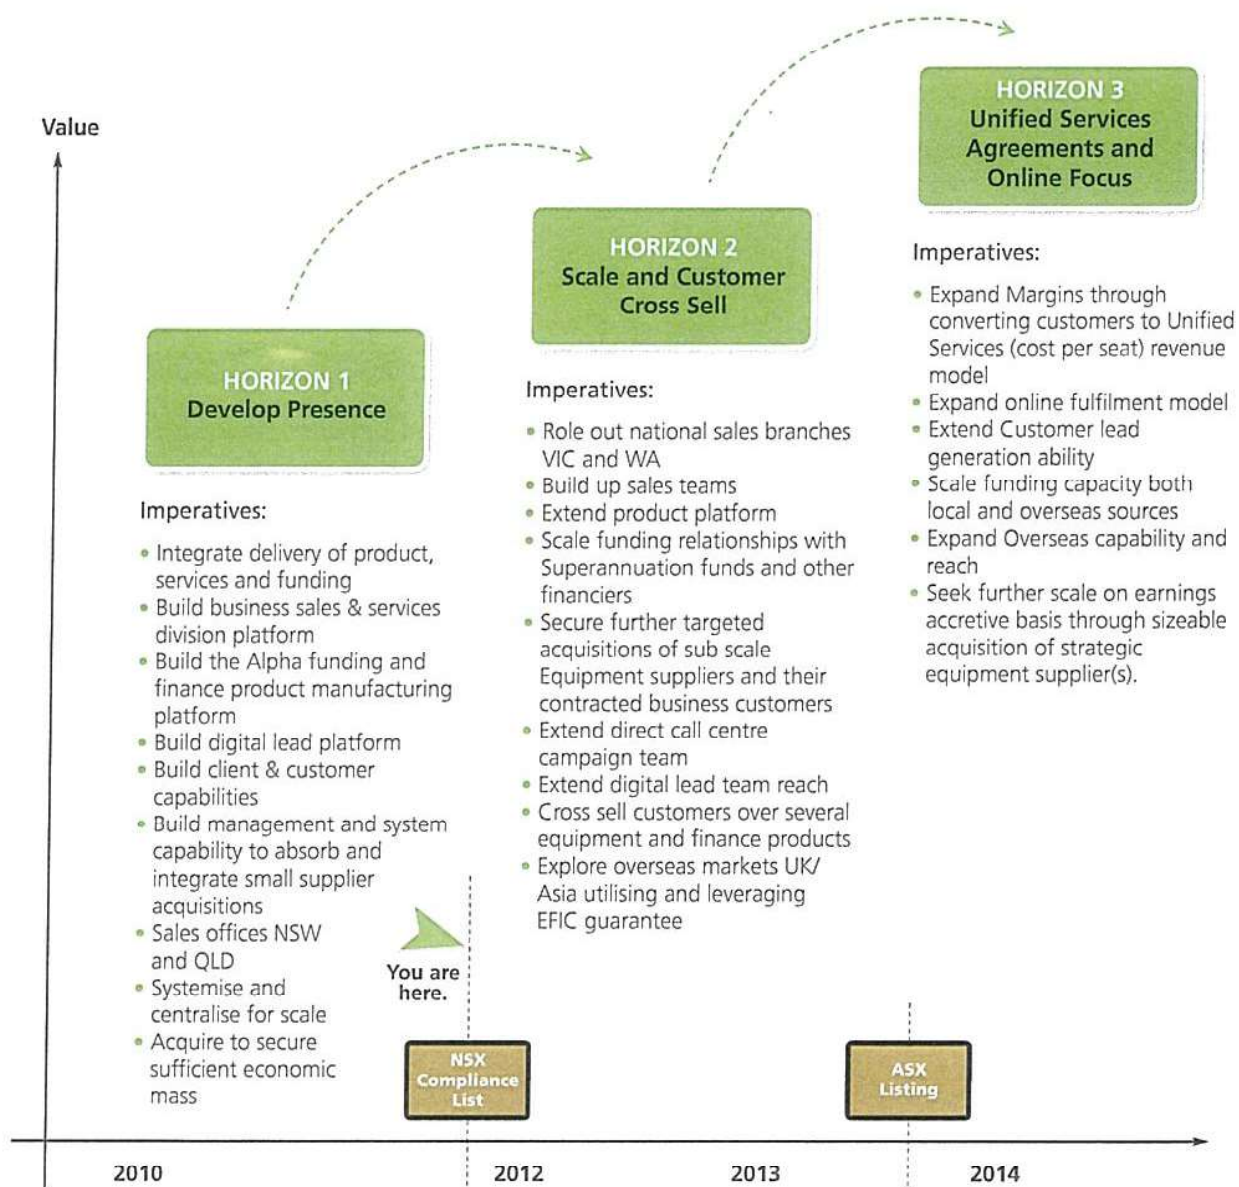 Value
HORIZON 1
Develop Presence
Imperatives:
• Integrate delivery of product,
services and funding
• Build business sales & services
division platform
• Build the Alpha funding and
finance product manufacturing
platform
• Build digital lead platform
• Build client & customer
capabilities
• Build management and system
capability to absorb and
integrate small supplier
acquisitions
• Sales offices NSW
and QLD
• Systemise and
centralise for scale
• Acquire to secure
sufficient economic
mass
HORIZON 2
Scale and Customer
Cross Sell
Imperatives:
• Role out national sales branches
VIC and WA
• Build up sales teams
• Extend product platform
• Scale funding relationships with
Superannuation funds and other
financiers
• Secure further targeted
acquisitions of sub scale
Equipment suppliers and their
contracted business customers
• Extend direct call centre
campaign team
• Extend digital lead team reach
• Cross sell customers over several
equipment and finance products
• Explore overseas markets UK/
Asia utilising and leveraging
EFIC guarantee
HORIZON 3
Unified Services
Agreements and
Online Focus
Imperatives:
• Expand Margins through
converting customers to Unified
Services (cost per seat) revenue
model
• Expand online fulfilment model
• Extend Customer lead
generation ability
• Scale funding capacity both
local and overseas sources
• Expand Overseas capability and
reach
• Seek further scale on earnings
accretive basis through sizeable
acquisition of strategic
equipment supplier(s).
You are
here.
NSX
Compliance
List
ASX
Listing
2010
2012
2013
2014